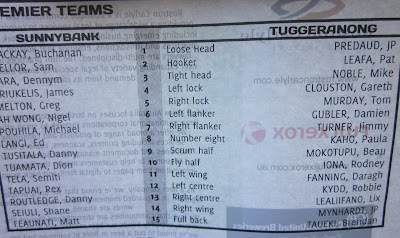 EMIER TEAMS
SUNNYBANK TUGGERANONG
ACKAY, Buchanan 1 Loose Head PREDAUD, JP
ELLOR, Sam 2 Hooker LEAFA, Pat
ARA, Dennym 3 Tight head NOBLE, Mike
RIUKELIS, James 4 Left lock CLOUSTON, Gareth
MELTON, Greg 5 Right lock MURDAY, Tom
AH WONG, Nigel 6 Left flanker GUBLER, Damien
POUHILA, Michael 7 Right flanker TURNER, Jimmy
LANGI, Ed 8 Number eight KAHO, Paula
TUSITALA, Danny 9 Scrum half MOKOTUPU, Beau
TUAMATA, Dion 10 Fly half IONA, Rodney
TELA, Semiti 11 Left wing FANNING, Daragh
TAPUAI, Rex 12 Left centre KYDD, Robbie
ROUTLEDGE, Danny 13 Right centre LEALIIFANO, Lix
SEIULI, Shane 14 Right wing MYNHARDT, JP
FEAUNATI, Matt 15 Full back TAUEKI, Brendan